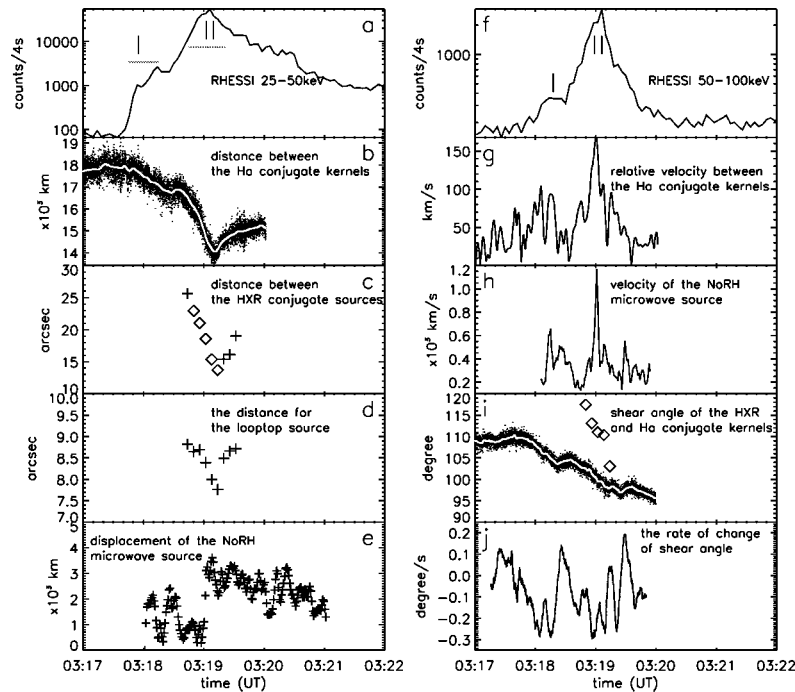 a
I
II
RHESSI 25-50keV
counts/4s
10000
1000
100
b
distance between
the Hα conjugate kernels
x10³ km
19
18
17
16
15
14
c
distance between
the HXR conjugate sources
arcsec
30
25
20
15
10
d
the distance for
the looptop source
arcsec
10.0
9.5
9.0
8.5
8.0
7.5
7.0
e
displacement of the NoRH
microwave source
x10³ km
5
4
3
2
1
0
03:17 03:18 03:19 03:20 03:21 03:22
time (UT)
f
I
II
RHESSI 50-100keV
counts/4s
1000
g
relative velocity between
the Hα conjugate kernels
km/s
150
100
50
h
velocity of the NoRH
microwave source
x10³ km/s
1.2
1.0
0.8
0.6
0.4
0.2
i
shear angle of the HXR
and Hα conjugate kernels
degree
120
115
110
105
100
95
90
j
the rate of change
of shear angle
degree/s
0.2
0.1
0.0
-0.1
-0.2
-0.3
03:17 03:18 03:19 03:20 03:21 03:22
time (UT)